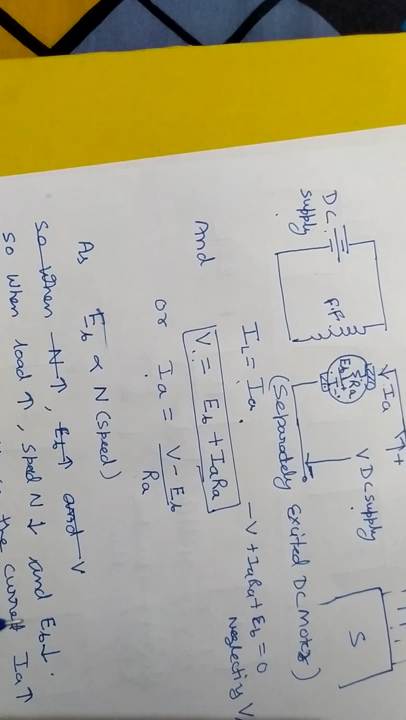 DC supply
F.F
Eb
Ra
Ia
+
V DC supply
S
(Separately Excited DC Motor)
IL = Ia
-V + IaRa + Eb = 0
neglecting V
And V = Eb + IaRa
or Ia = V - Eb / Ra
As Eb ∝ N (speed)
So when N↑, Eb↑ and V
So when load ↑, speed N↓ and Eb↓.
the current Ia↑